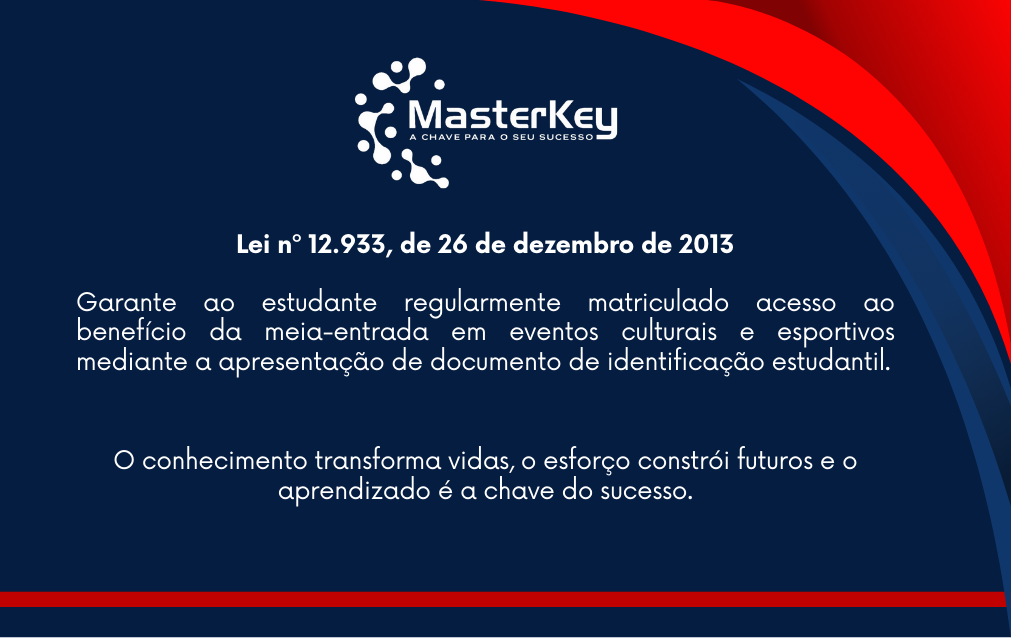 MasterKey
A CHAVE PARA O SEU SUCESSO
Lei nº 12.933, de 26 de dezembro de 2013
Garante ao estudante regularmente matriculado acesso ao
benefício da meia-entrada em eventos culturais e esportivos
mediante a apresentação de documento de identificação estudantil.
O conhecimento transforma vidas, o esforço constrói futuros e o
aprendizado é a chave do sucesso.